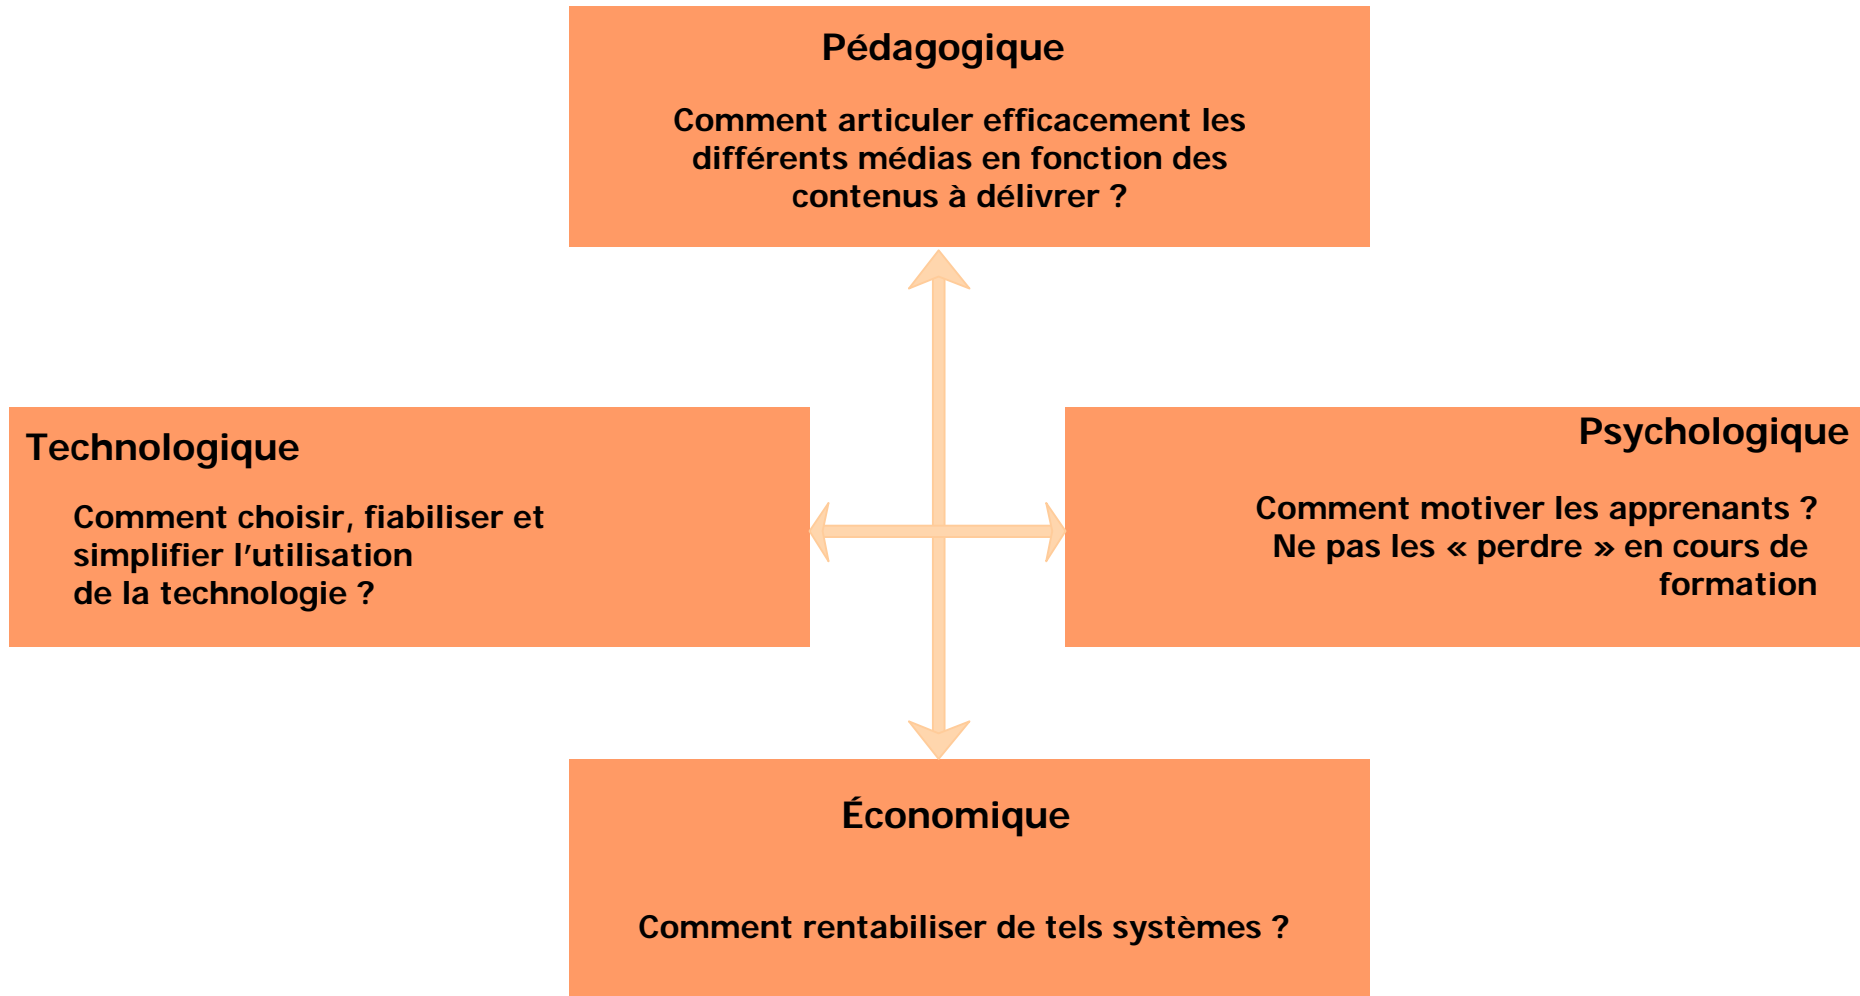 Pédagogique
Comment articuler efficacement les
différents médias en fonction des
contenus à délivrer ?
Technologique
Comment choisir, fiabiliser et
simplifier l’utilisation
de la technologie ?
Psychologique
Comment motiver les apprenants ?
Ne pas les « perdre » en cours de
formation
Économique
Comment rentabiliser de tels systèmes ?